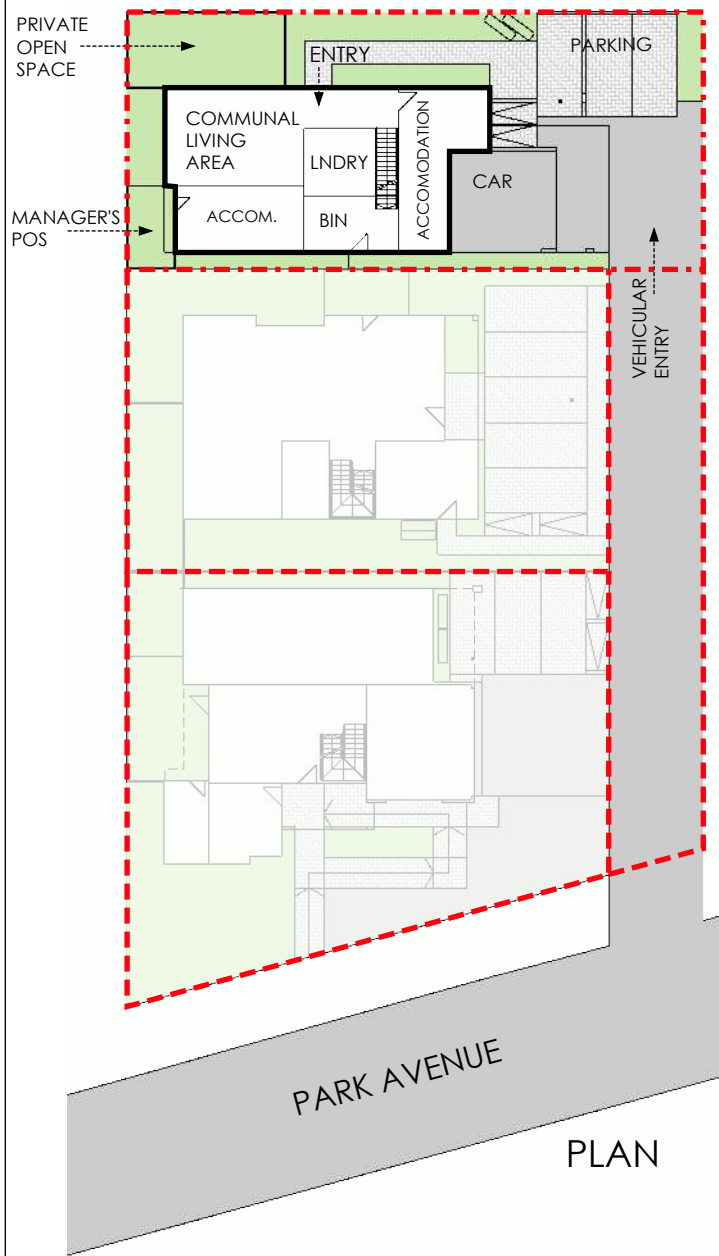 PRIVATE
OPEN
SPACE
ENTRY
PARKING
COMMUNAL
LIVING
AREA
LNDRY
ACCOMODATION
CAR
MANAGER'S
POS
ACCOM.
BIN
VEHICULAR
ENTRY
PARK AVENUE
PLAN